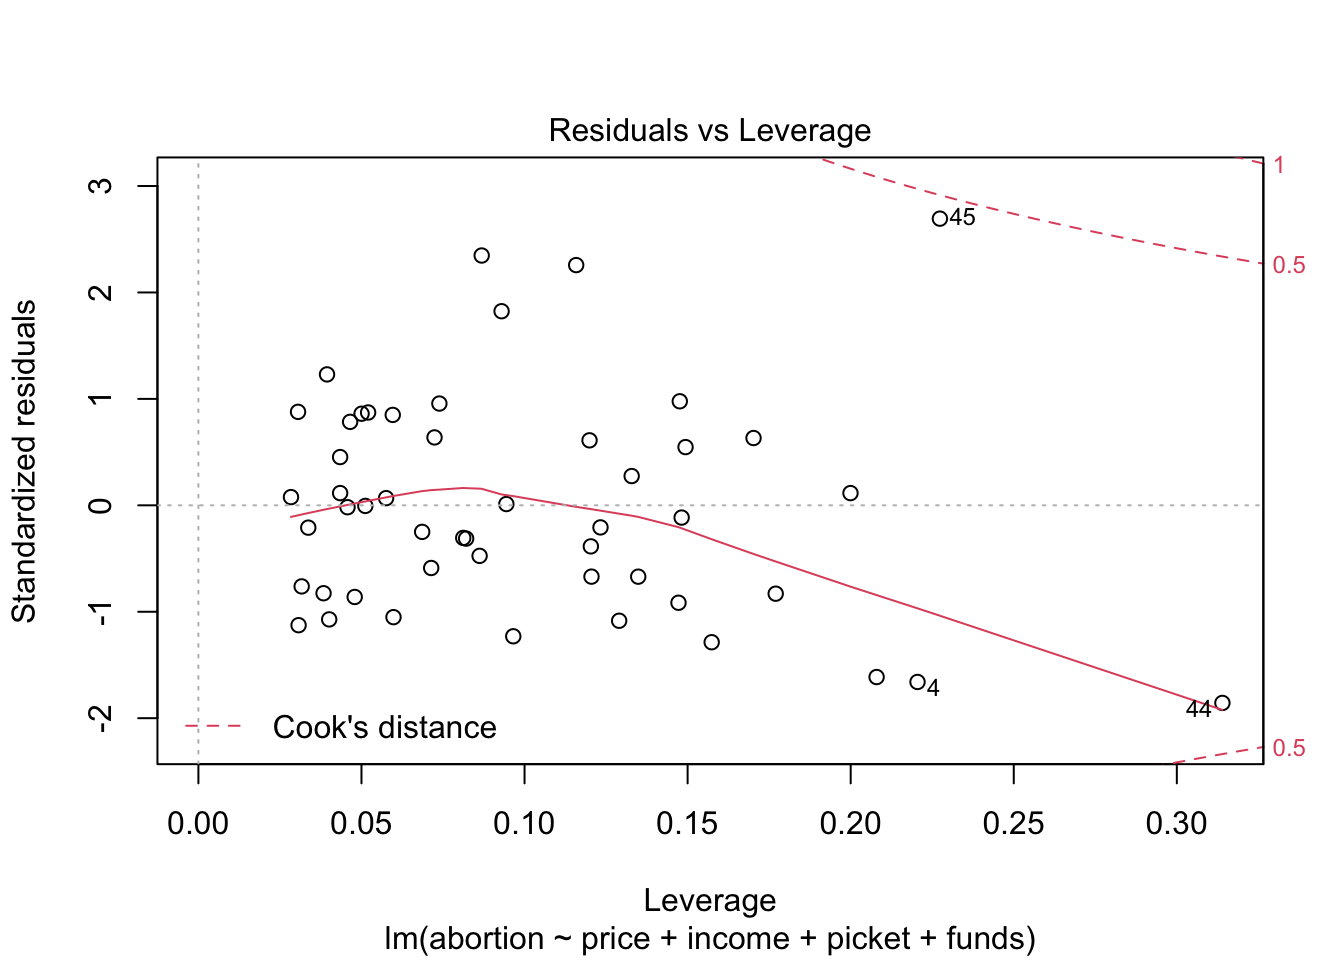 Residuals vs Leverage
Standardized residuals
3
2
1
0
-1
-2
1
0.5
0.5
45
4
44
Cook's distance
0.00 0.05 0.10 0.15 0.20 0.25 0.30
Leverage
lm(abortion ~ price + income + picket + funds)